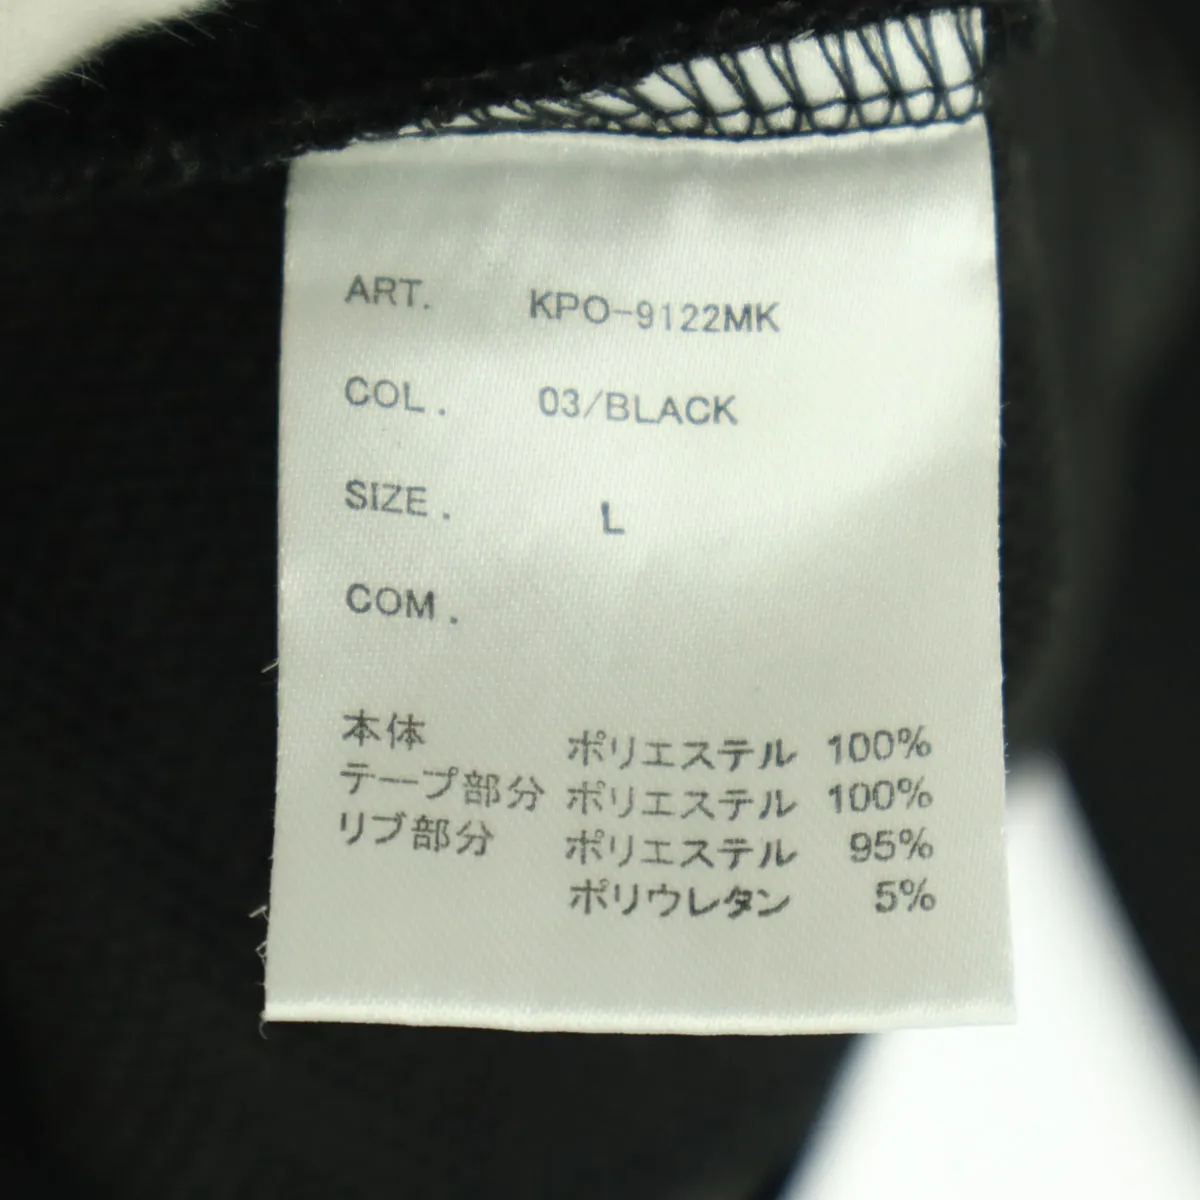 ART. KPO-9122MK
COL. 03/BLACK
SIZE. L
COM.
本体 ポリエステル 100%
テープ部分 ポリエステル 100%
リブ部分 ポリエステル 95%
ポリウレタン 5%